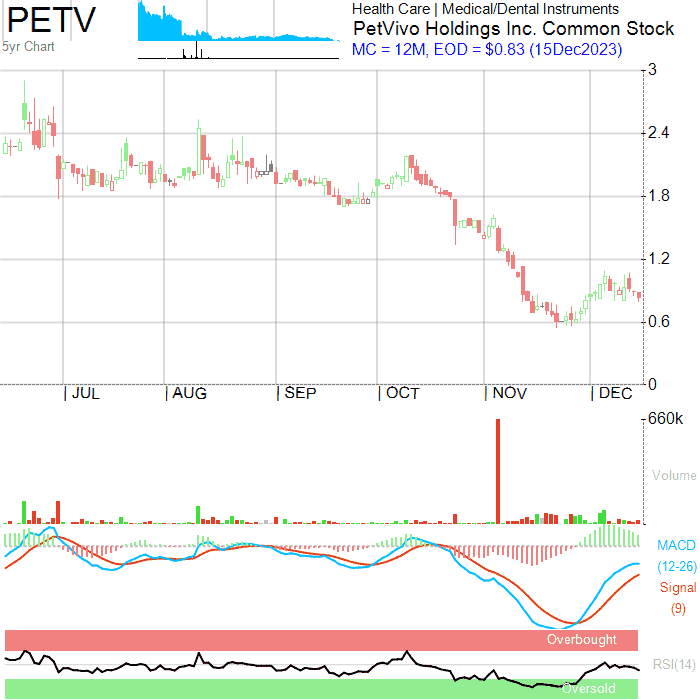 PETV
5yr Chart
Health Care | Medical/Dental Instruments
PetVivo Holdings Inc. Common Stock
MC = 12M, EOD = $0.83 (15Dec2023)
3
2.4
1.8
1.2
0.6
0
| JUL | AUG | SEP | OCT | NOV | DEC
660k
Volume
MACD
(12-26)
Signal
(9)
Overbought
RSI(14)
Oversold